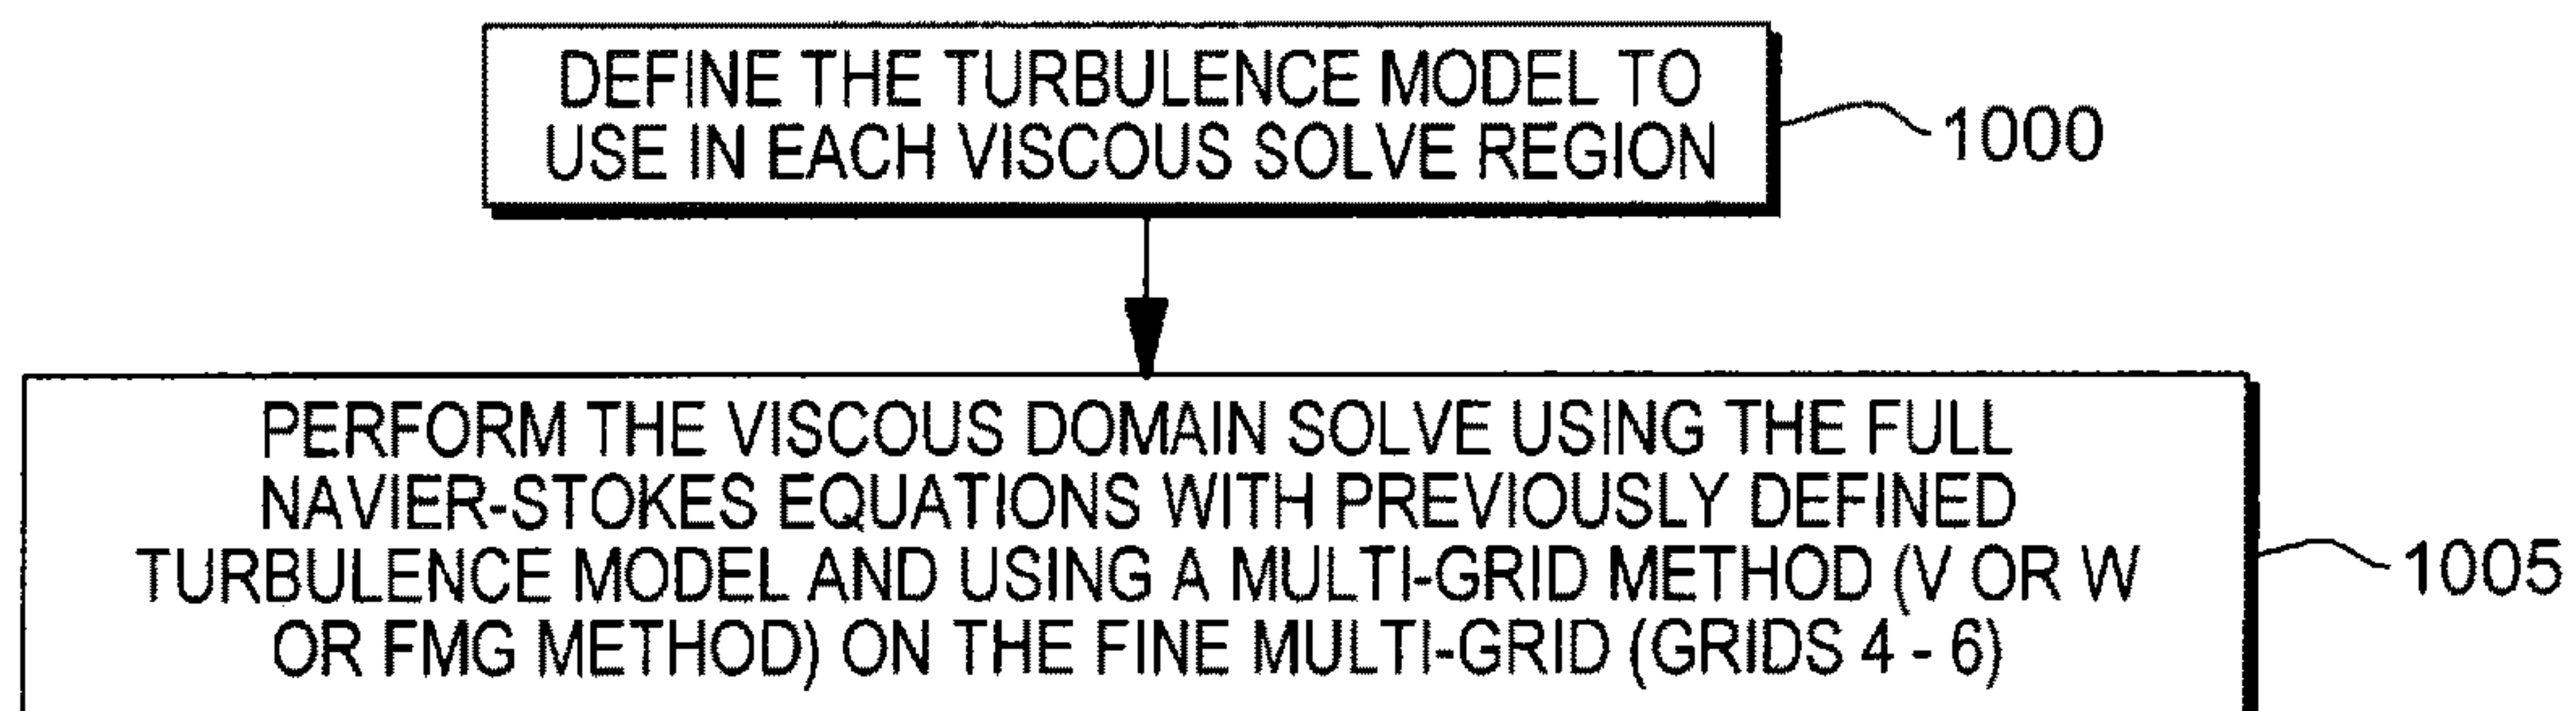 DEFINE THE TURBULENCE MODEL TO
USE IN EACH VISCOUS SOLVE REGION
1000
PERFORM THE VISCOUS DOMAIN SOLVE USING THE FULL
NAVIER-STOKES EQUATIONS WITH PREVIOUSLY DEFINED
TURBULENCE MODEL AND USING A MULTI-GRID METHOD (V OR W
OR FMG METHOD) ON THE FINE MULTI-GRID (GRIDS 4 - 6)
1005